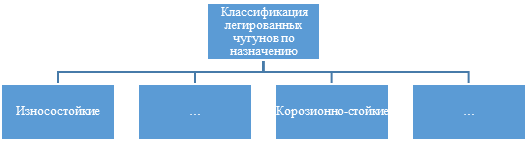 Классификация
легированных
чугунов по
назначению
Износостойкие
…
Корозионно-стойкие
…